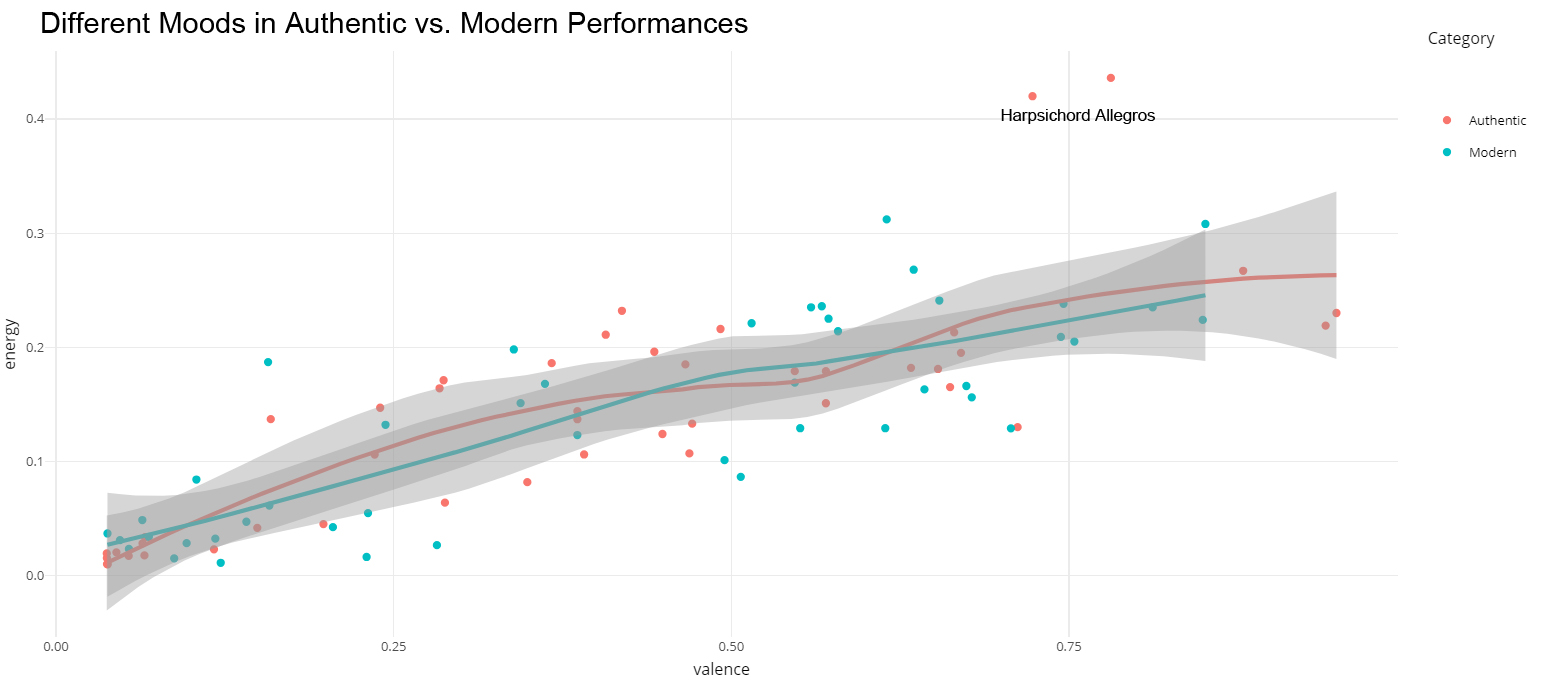 Different Moods in Authentic vs. Modern Performances
Category
Authentic
Modern
Harpsichord Allegros
energy
0.4
0.3
0.2
0.1
0.0
0.00
0.25
0.50
0.75
valence